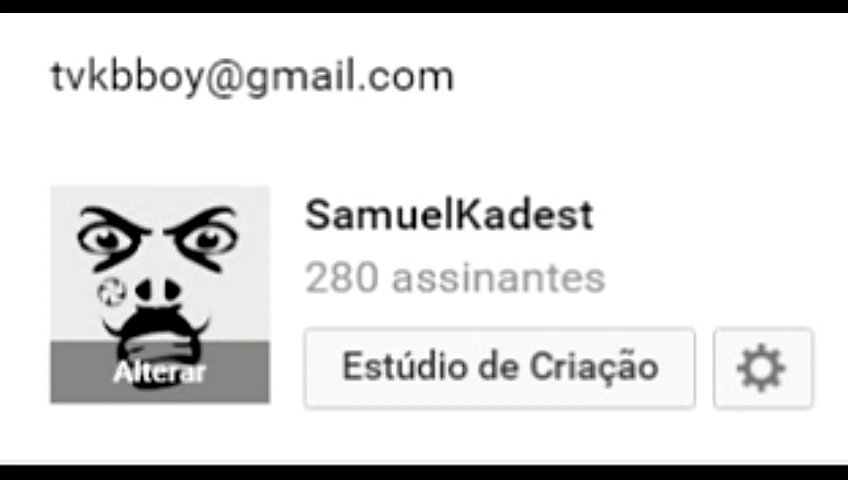 tvkbboy@gmail.com
SamuelKadest
280 assinantes
Alterar
Estúdio de Criação